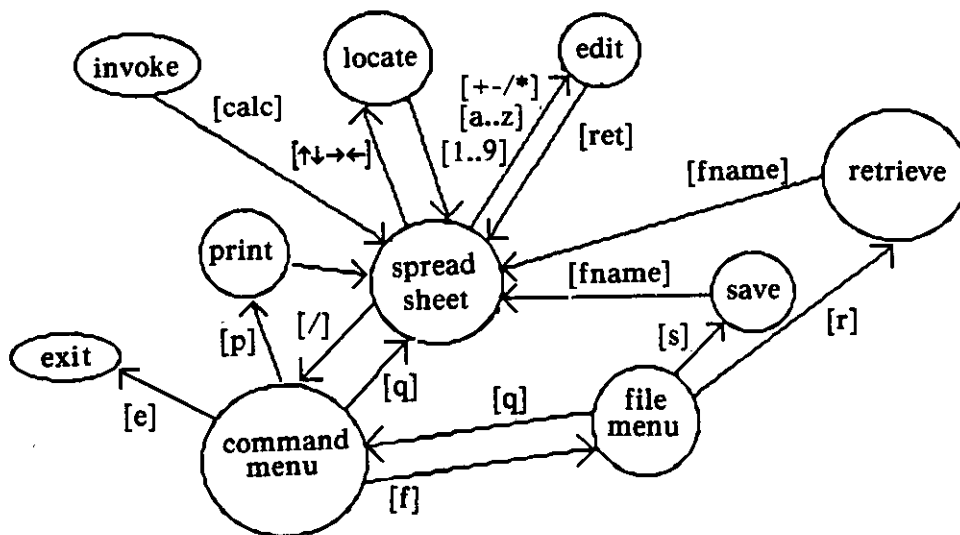 invoke
locate
edit
[calc]
[+-/*]
[a..z]
[↑↓→←]
[1..9]
[ret]
[fname]
retrieve
print
spread
sheet
[fname]
save
[/]
[p]
[s]
[r]
exit
[q]
[e]
[q]
file
menu
command
menu
[f]